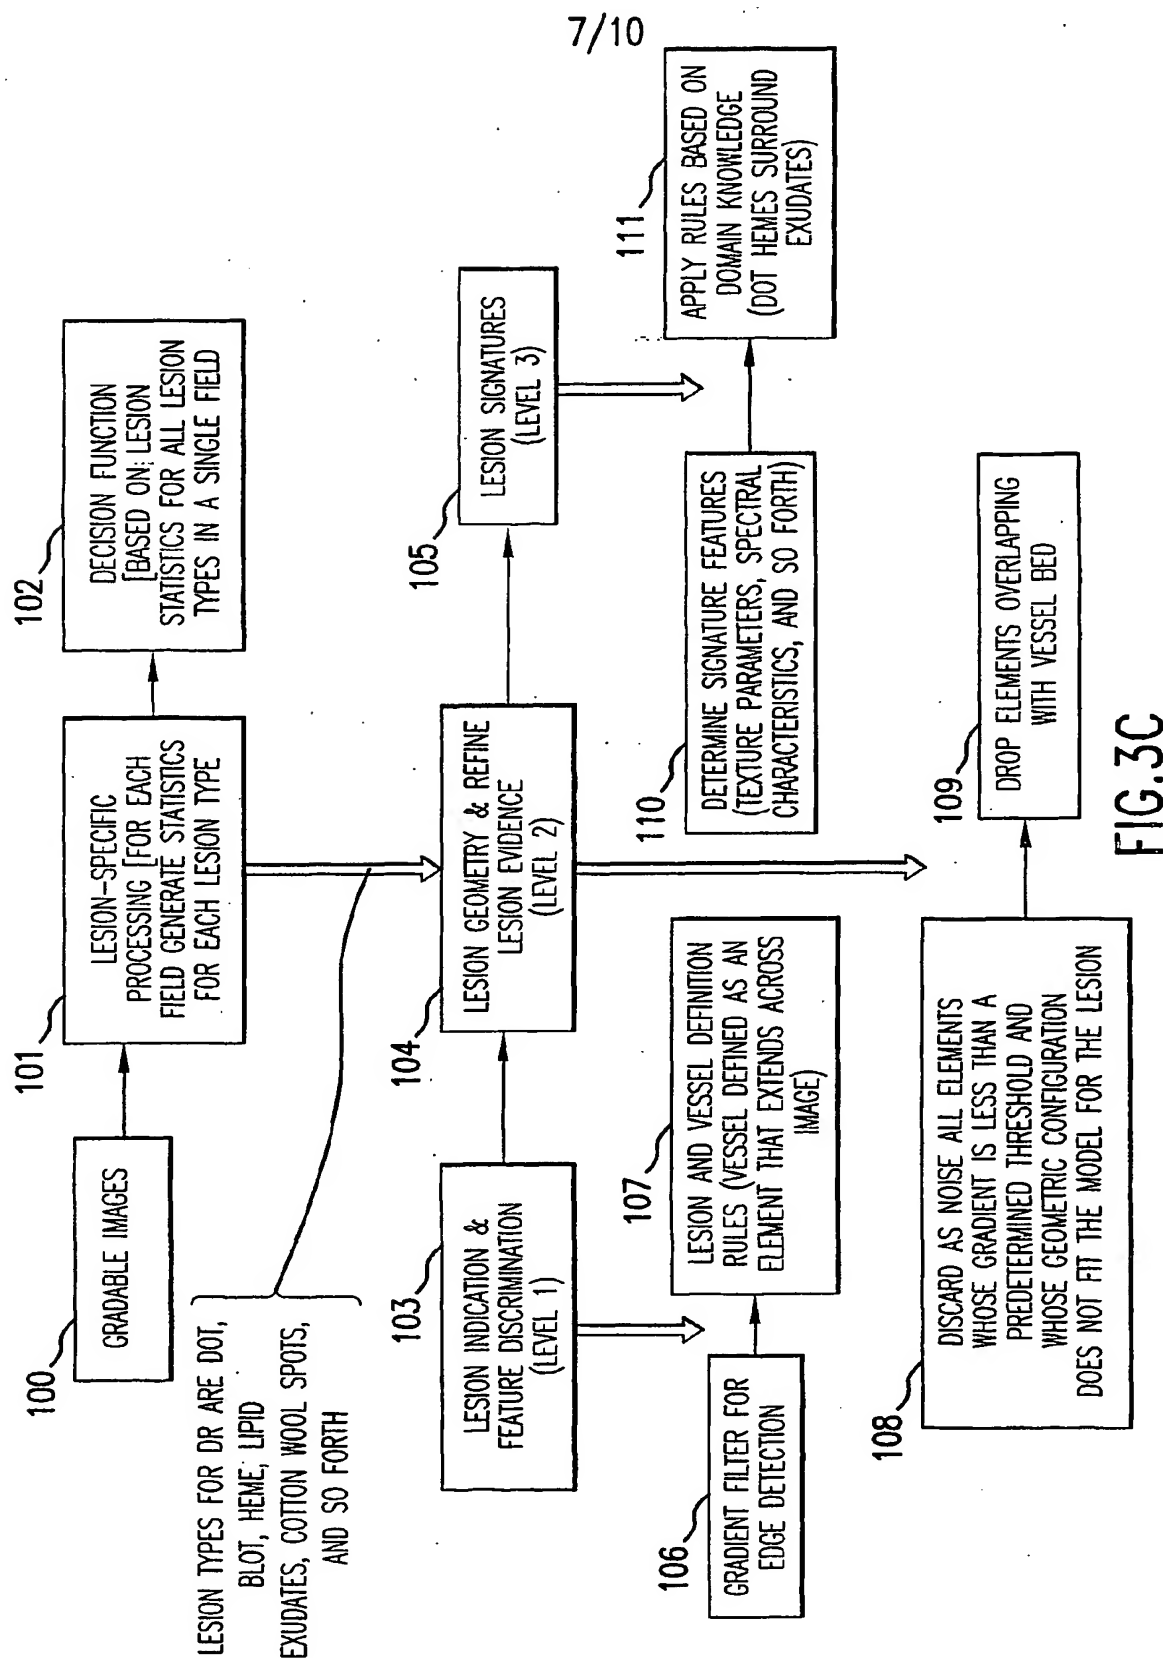 7/10
100
GRADABLE IMAGES
101
LESION-SPECIFIC
PROCESSING [FOR EACH
FIELD GENERATE STATISTICS
FOR EACH LESION TYPE
102
DECISION FUNCTION
[BASED ON: LESION
STATISTICS FOR ALL LESION
TYPES IN A SINGLE FIELD
LESION TYPES FOR DR ARE DOT,
BLOT, HEME, LIPID
EXUDATES, COTTON WOOL SPOTS,
AND SO FORTH
103
LESION INDICATION &
FEATURE DISCRIMINATION
(LEVEL 1)
104
LESION GEOMETRY & REFINE
LESION EVIDENCE
(LEVEL 2)
105
LESION SIGNATURES
(LEVEL 3)
106
GRADIENT FILTER FOR
EDGE DETECTION
107
LESION AND VESSEL DEFINITION
RULES (VESSEL DEFINED AS AN
ELEMENT THAT EXTENDS ACROSS
IMAGE)
110
DETERMINE SIGNATURE FEATURES
(TEXTURE PARAMETERS, SPECTRAL
CHARACTERISTICS, AND SO FORTH)
111
APPLY RULES BASED ON
DOMAIN KNOWLEDGE
(DOT HEMES SURROUND
EXUDATES)
108
DISCARD AS NOISE ALL ELEMENTS
WHOSE GRADIENT IS LESS THAN A
PREDETERMINED THRESHOLD AND
WHOSE GEOMETRIC CONFIGURATION
DOES NOT FIT THE MODEL FOR THE LESION
109
DROP ELEMENTS OVERLAPPING
WITH VESSEL BED
FIG.3C